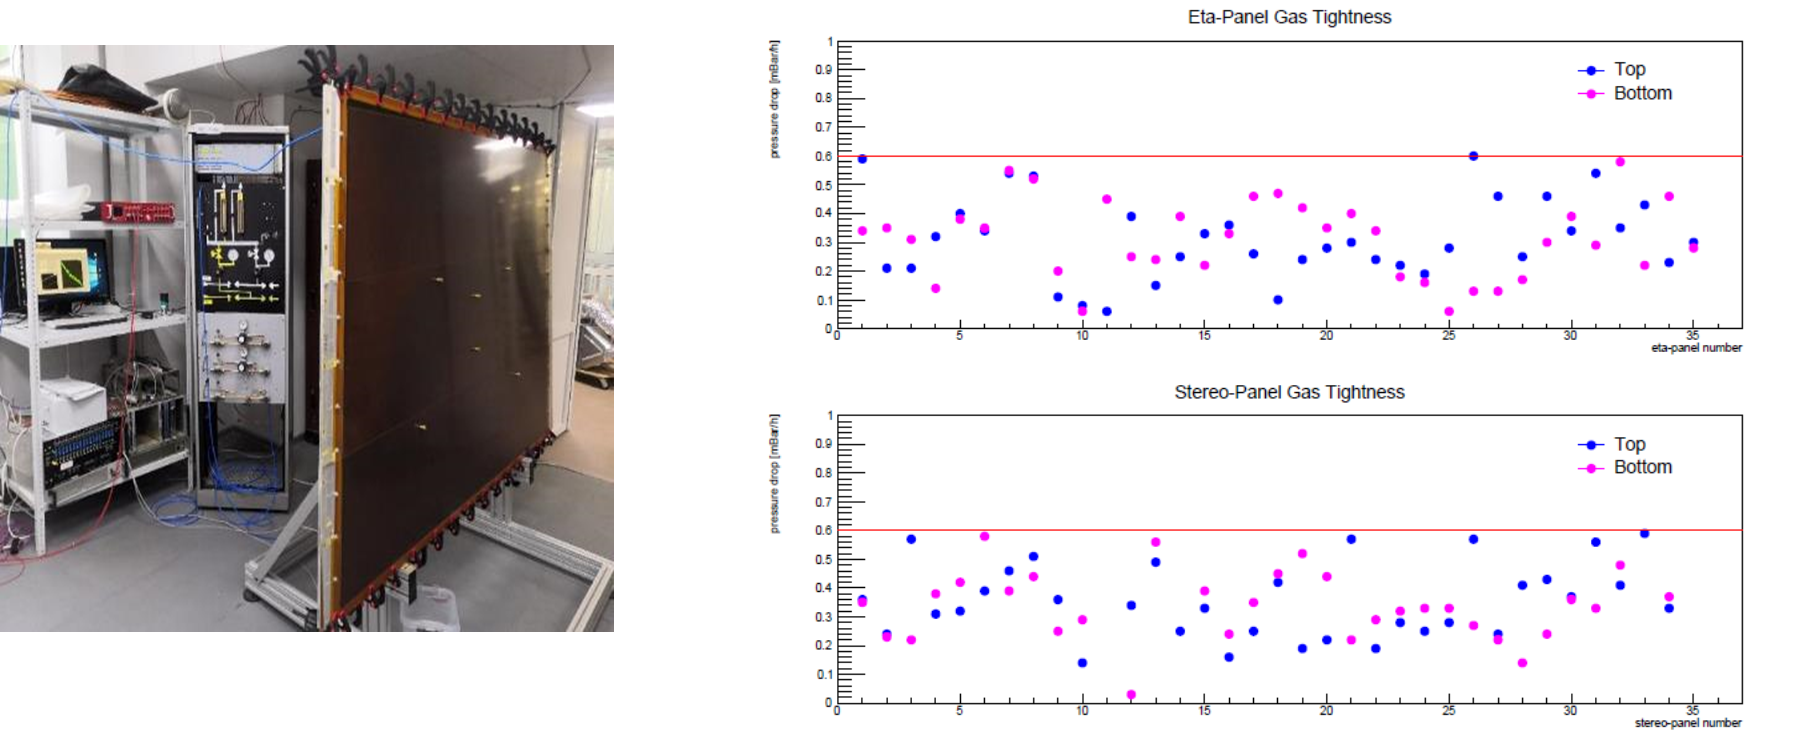 Eta-Panel Gas Tightness
pressure drop [mBar/h]
1
0.9
0.8
0.7
0.6
0.5
0.4
0.3
0.2
0.1
0
Top
Bottom
0 5 10 15 20 25 30 35
eta-panel number
Stereo-Panel Gas Tightness
pressure drop [mBar/h]
1
0.9
0.8
0.7
0.6
0.5
0.4
0.3
0.2
0.1
0
Top
Bottom
0 5 10 15 20 25 30 35
stereo-panel number